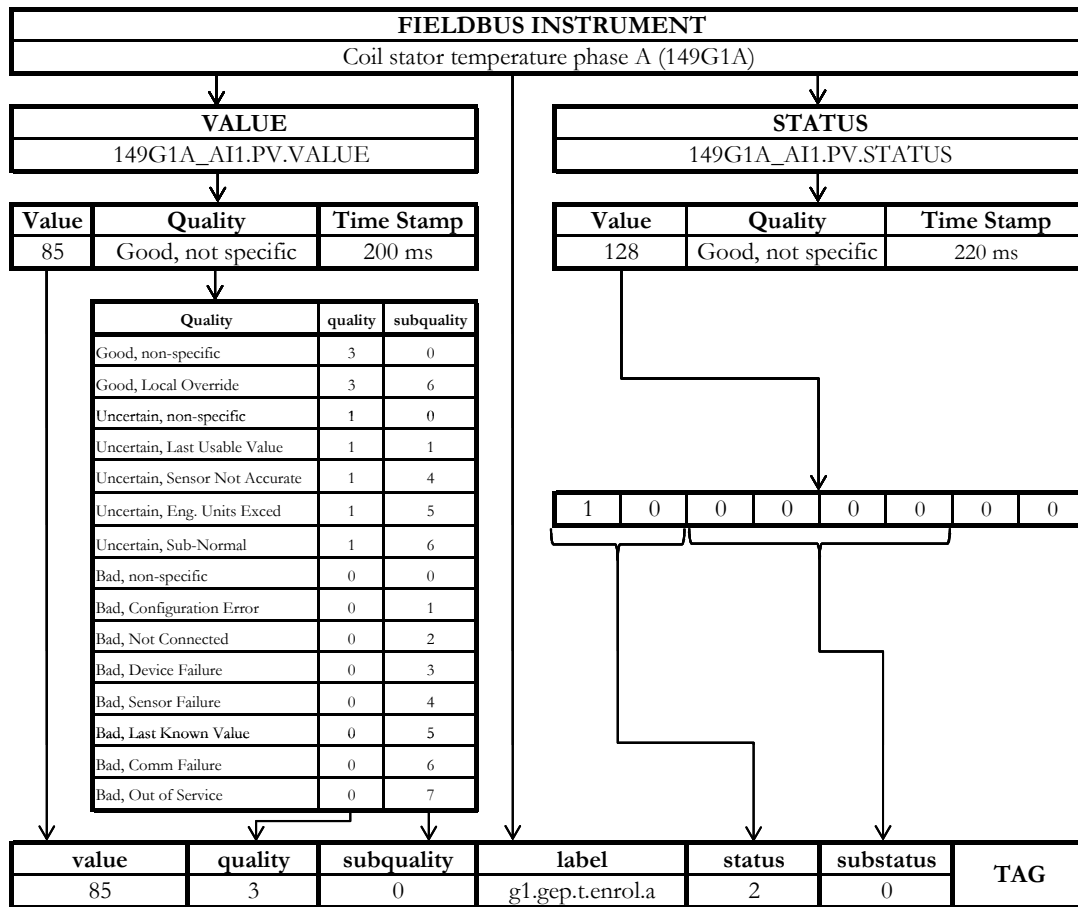 FIELDBUS INSTRUMENT
Coil stator temperature phase A (149G1A)
VALUE
149G1A_AI1.PV.VALUE
STATUS
149G1A_AI1.PV.STATUS
Value Quality Time Stamp
85 Good, not specific 200 ms
Value Quality Time Stamp
128 Good, not specific 220 ms
Quality quality subquality
Good, non-specific 3 0
Good, Local Override 3 6
Uncertain, non-specific 1 0
Uncertain, Last Usable Value 1 1
Uncertain, Sensor Not Accurate 1 4
Uncertain, Eng. Units Exced 1 5
Uncertain, Sub-Normal 1 6
Bad, non-specific 0 0
Bad, Configuration Error 0 1
Bad, Not Connected 0 2
Bad, Device Failure 0 3
Bad, Sensor Failure 0 4
Bad, Last Known Value 0 5
Bad, Comm Failure 0 6
Bad, Out of Service 0 7
1 0 0 0 0 0 0 0
value quality subquality label status substatus TAG
85 3 0 g1.gep.t.enrol.a 2 0